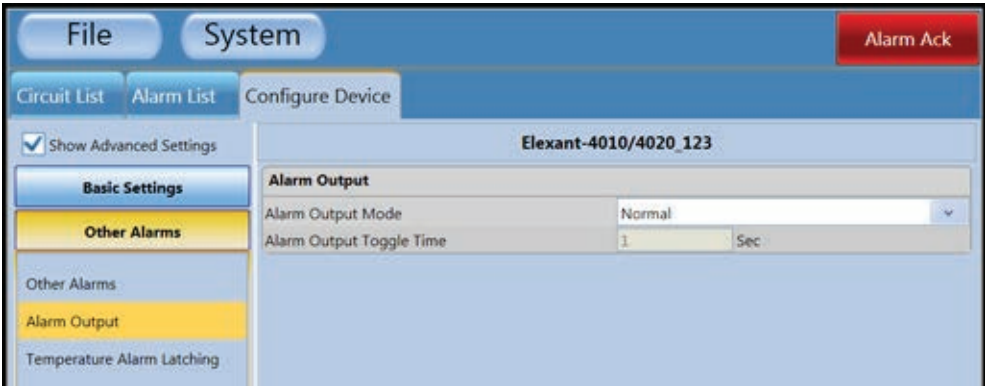 File System Alarm Ack
Circuit List Alarm List Configure Device
Show Advanced Settings
Elexant-4010/4020_123
Basic Settings
Alarm Output
Alarm Output Mode Normal
Other Alarms
Alarm Output Toggle Time 1 Sec
Other Alarms
Alarm Output
Temperature Alarm Latching